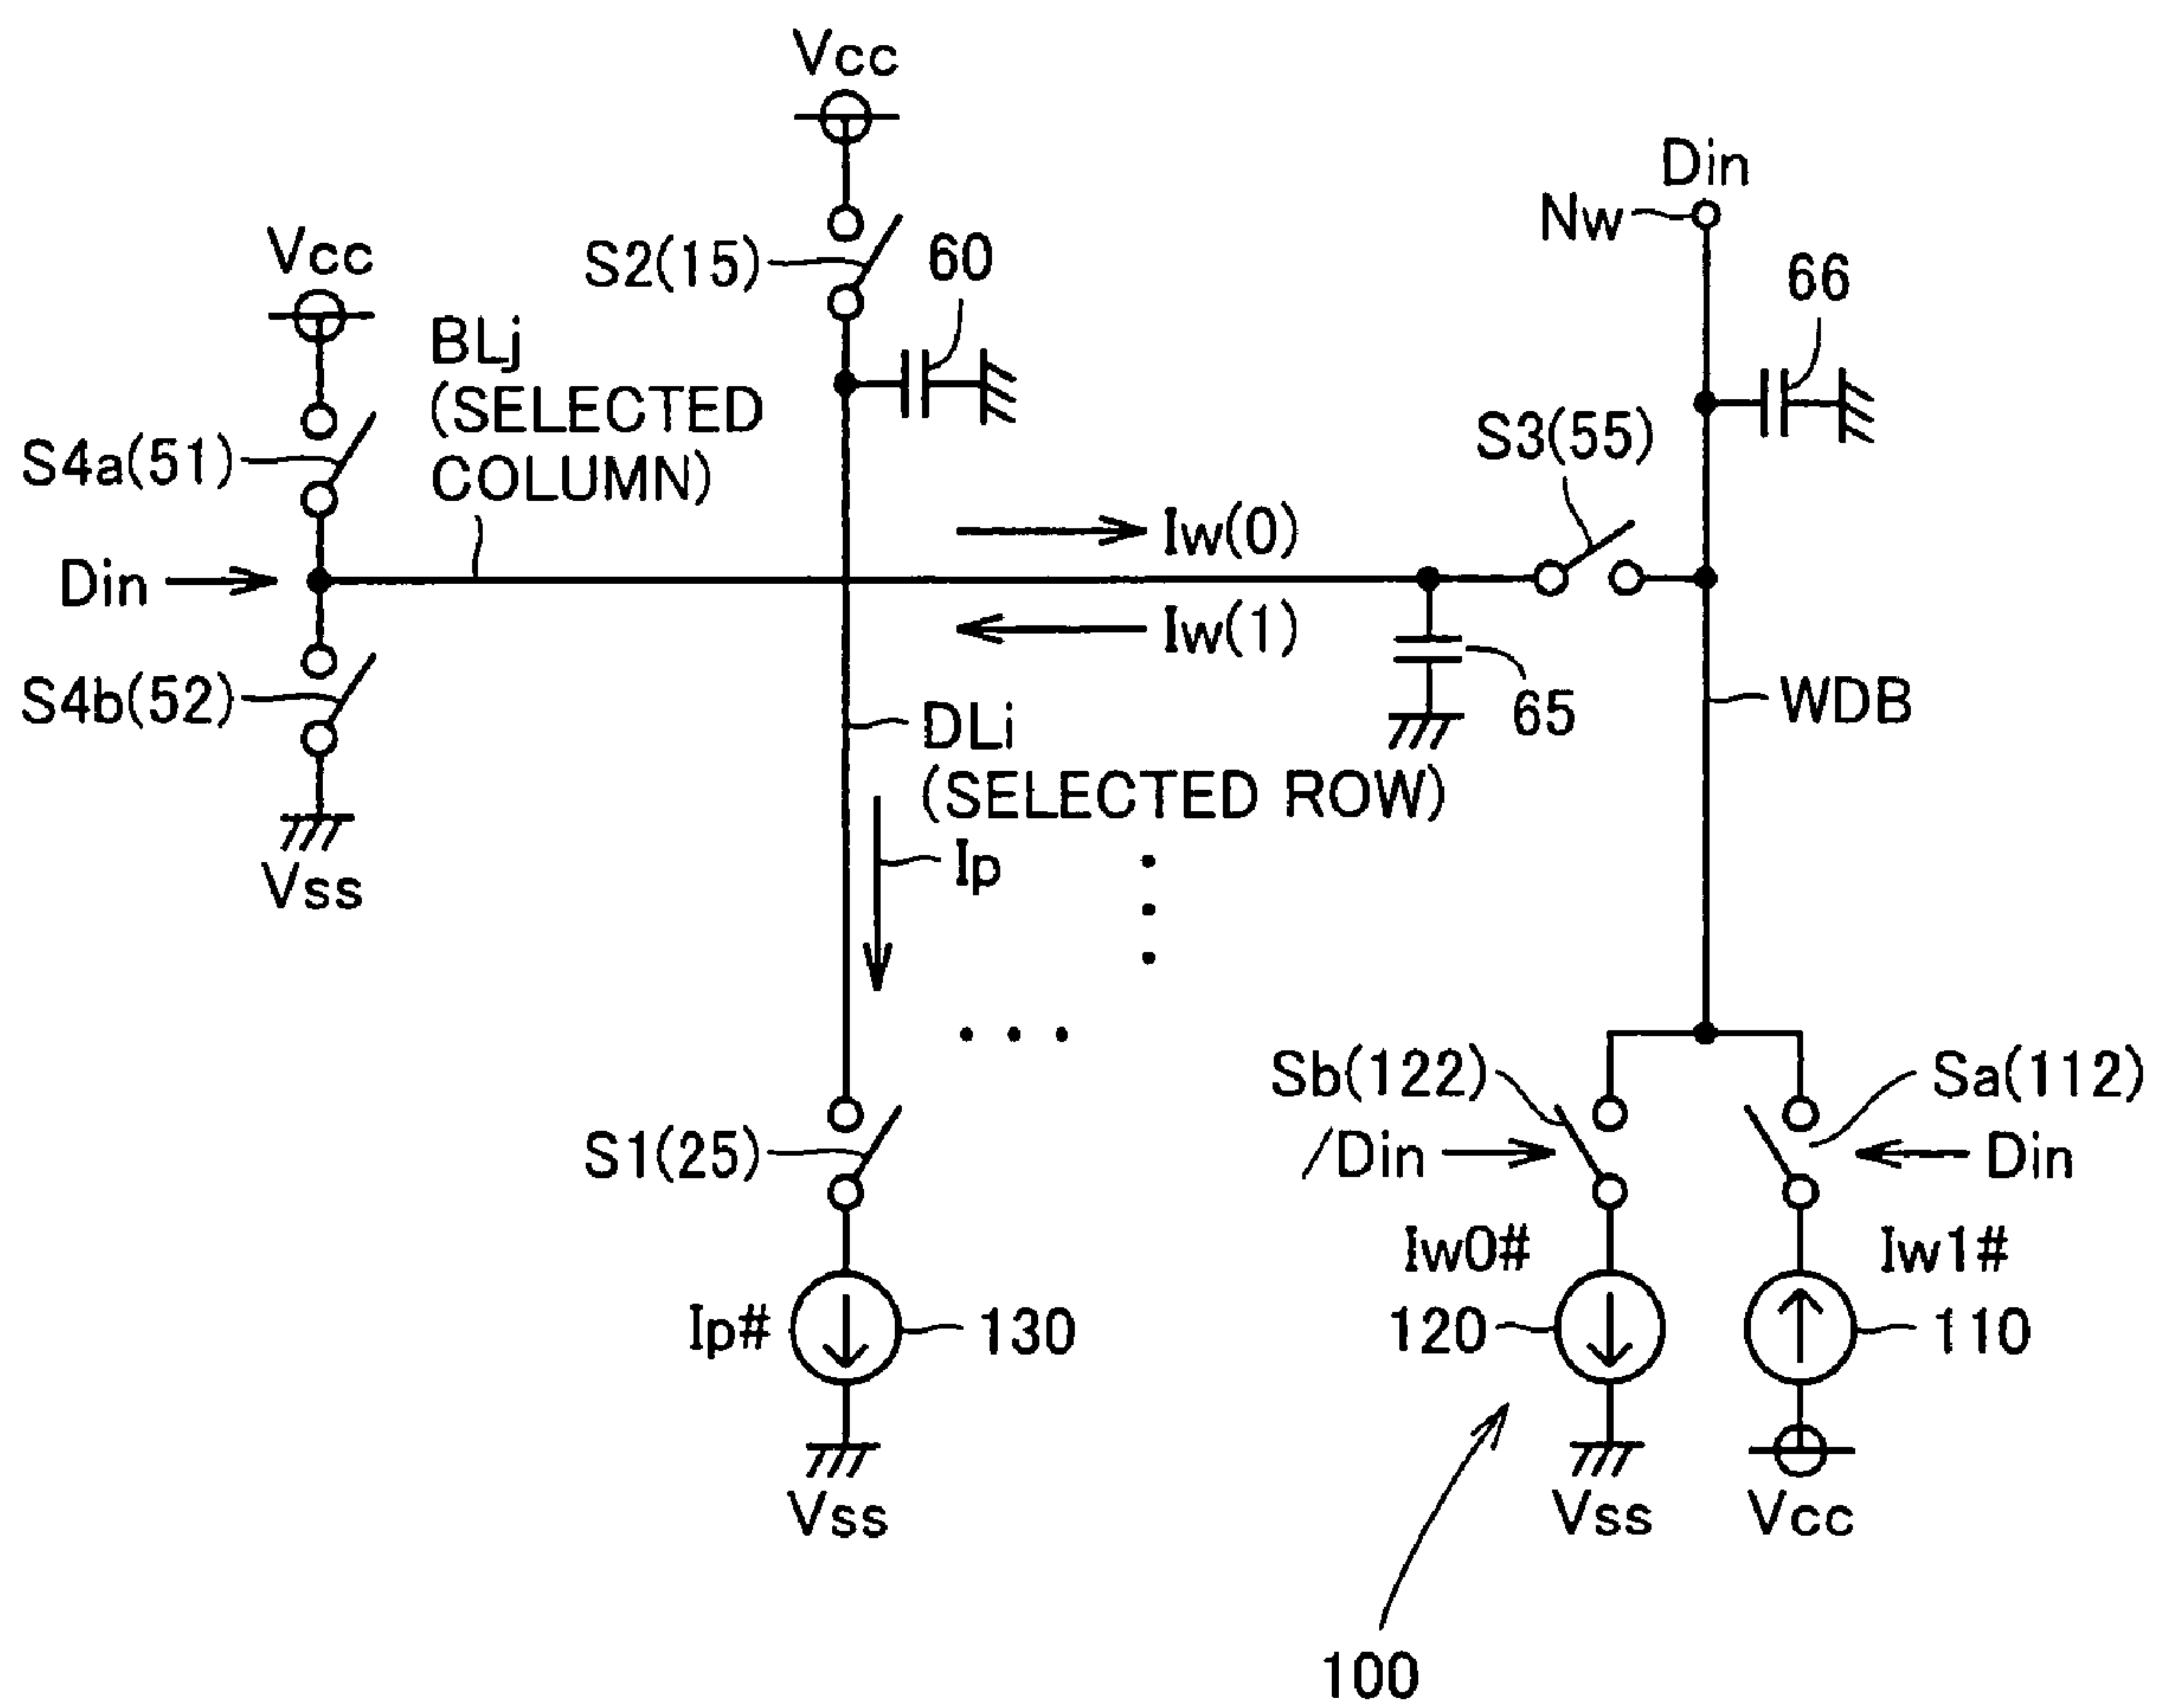 Vcc
Din
Nw
Vcc
S2(15)
60
66
BLj
(SELECTED
COLUMN)
S3(55)
S4a(51)
Iw(0)
Din
Iw(1)
S4b(52)
65
WDB
DLi
(SELECTED ROW)
Vss
Ip
Sb(122)
Sa(112)
S1(25)
/Din
Din
Iw0#
Iw1#
Ip#
130
120
110
Vss
Vss
Vcc
100